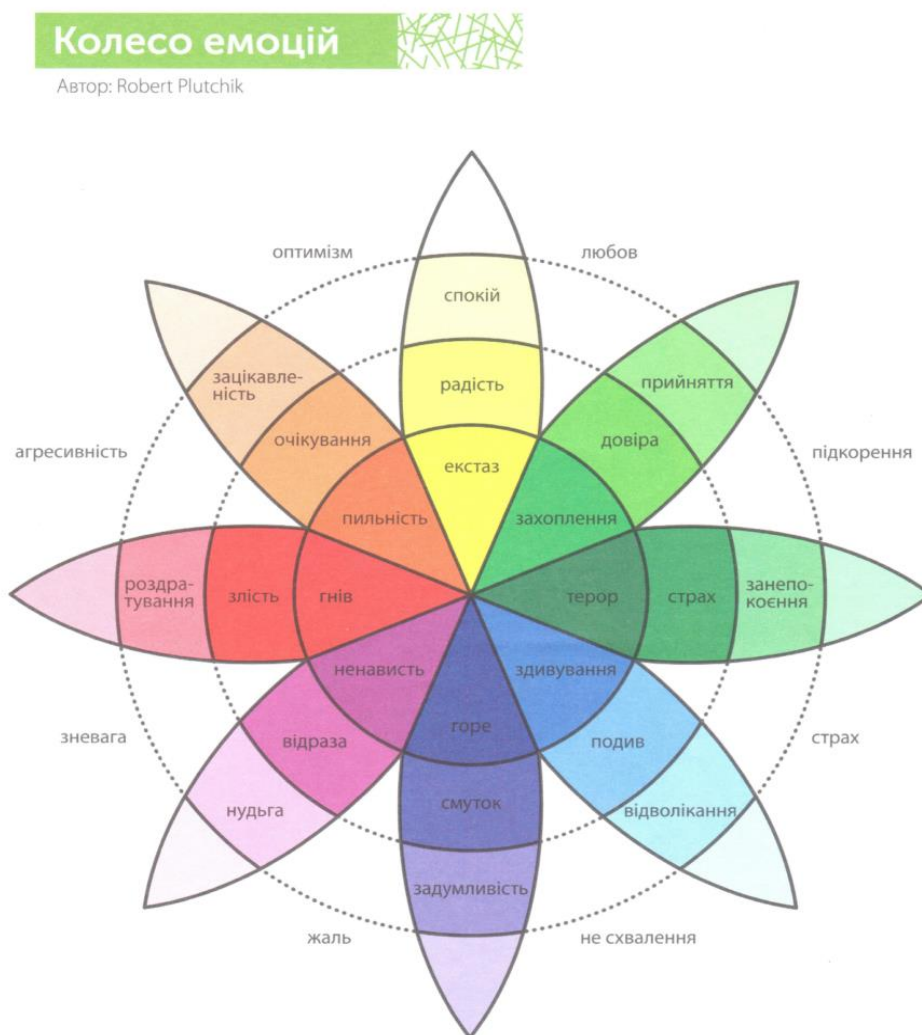 Колесо емоцій
Автор: Robert Plutchik
оптимізм
любов
спокій
зацікавле-
ність
прийняття
радість
очікування
довіра
агресивність
підкорення
екстаз
пильність
захоплення
роздра-
тування
злість
гнів
терор
страх
занепо-
коєння
ненависть
здивування
зневага
відраза
горе
подив
страх
нудьга
смуток
відволікання
задумливість
жаль
не схвалення